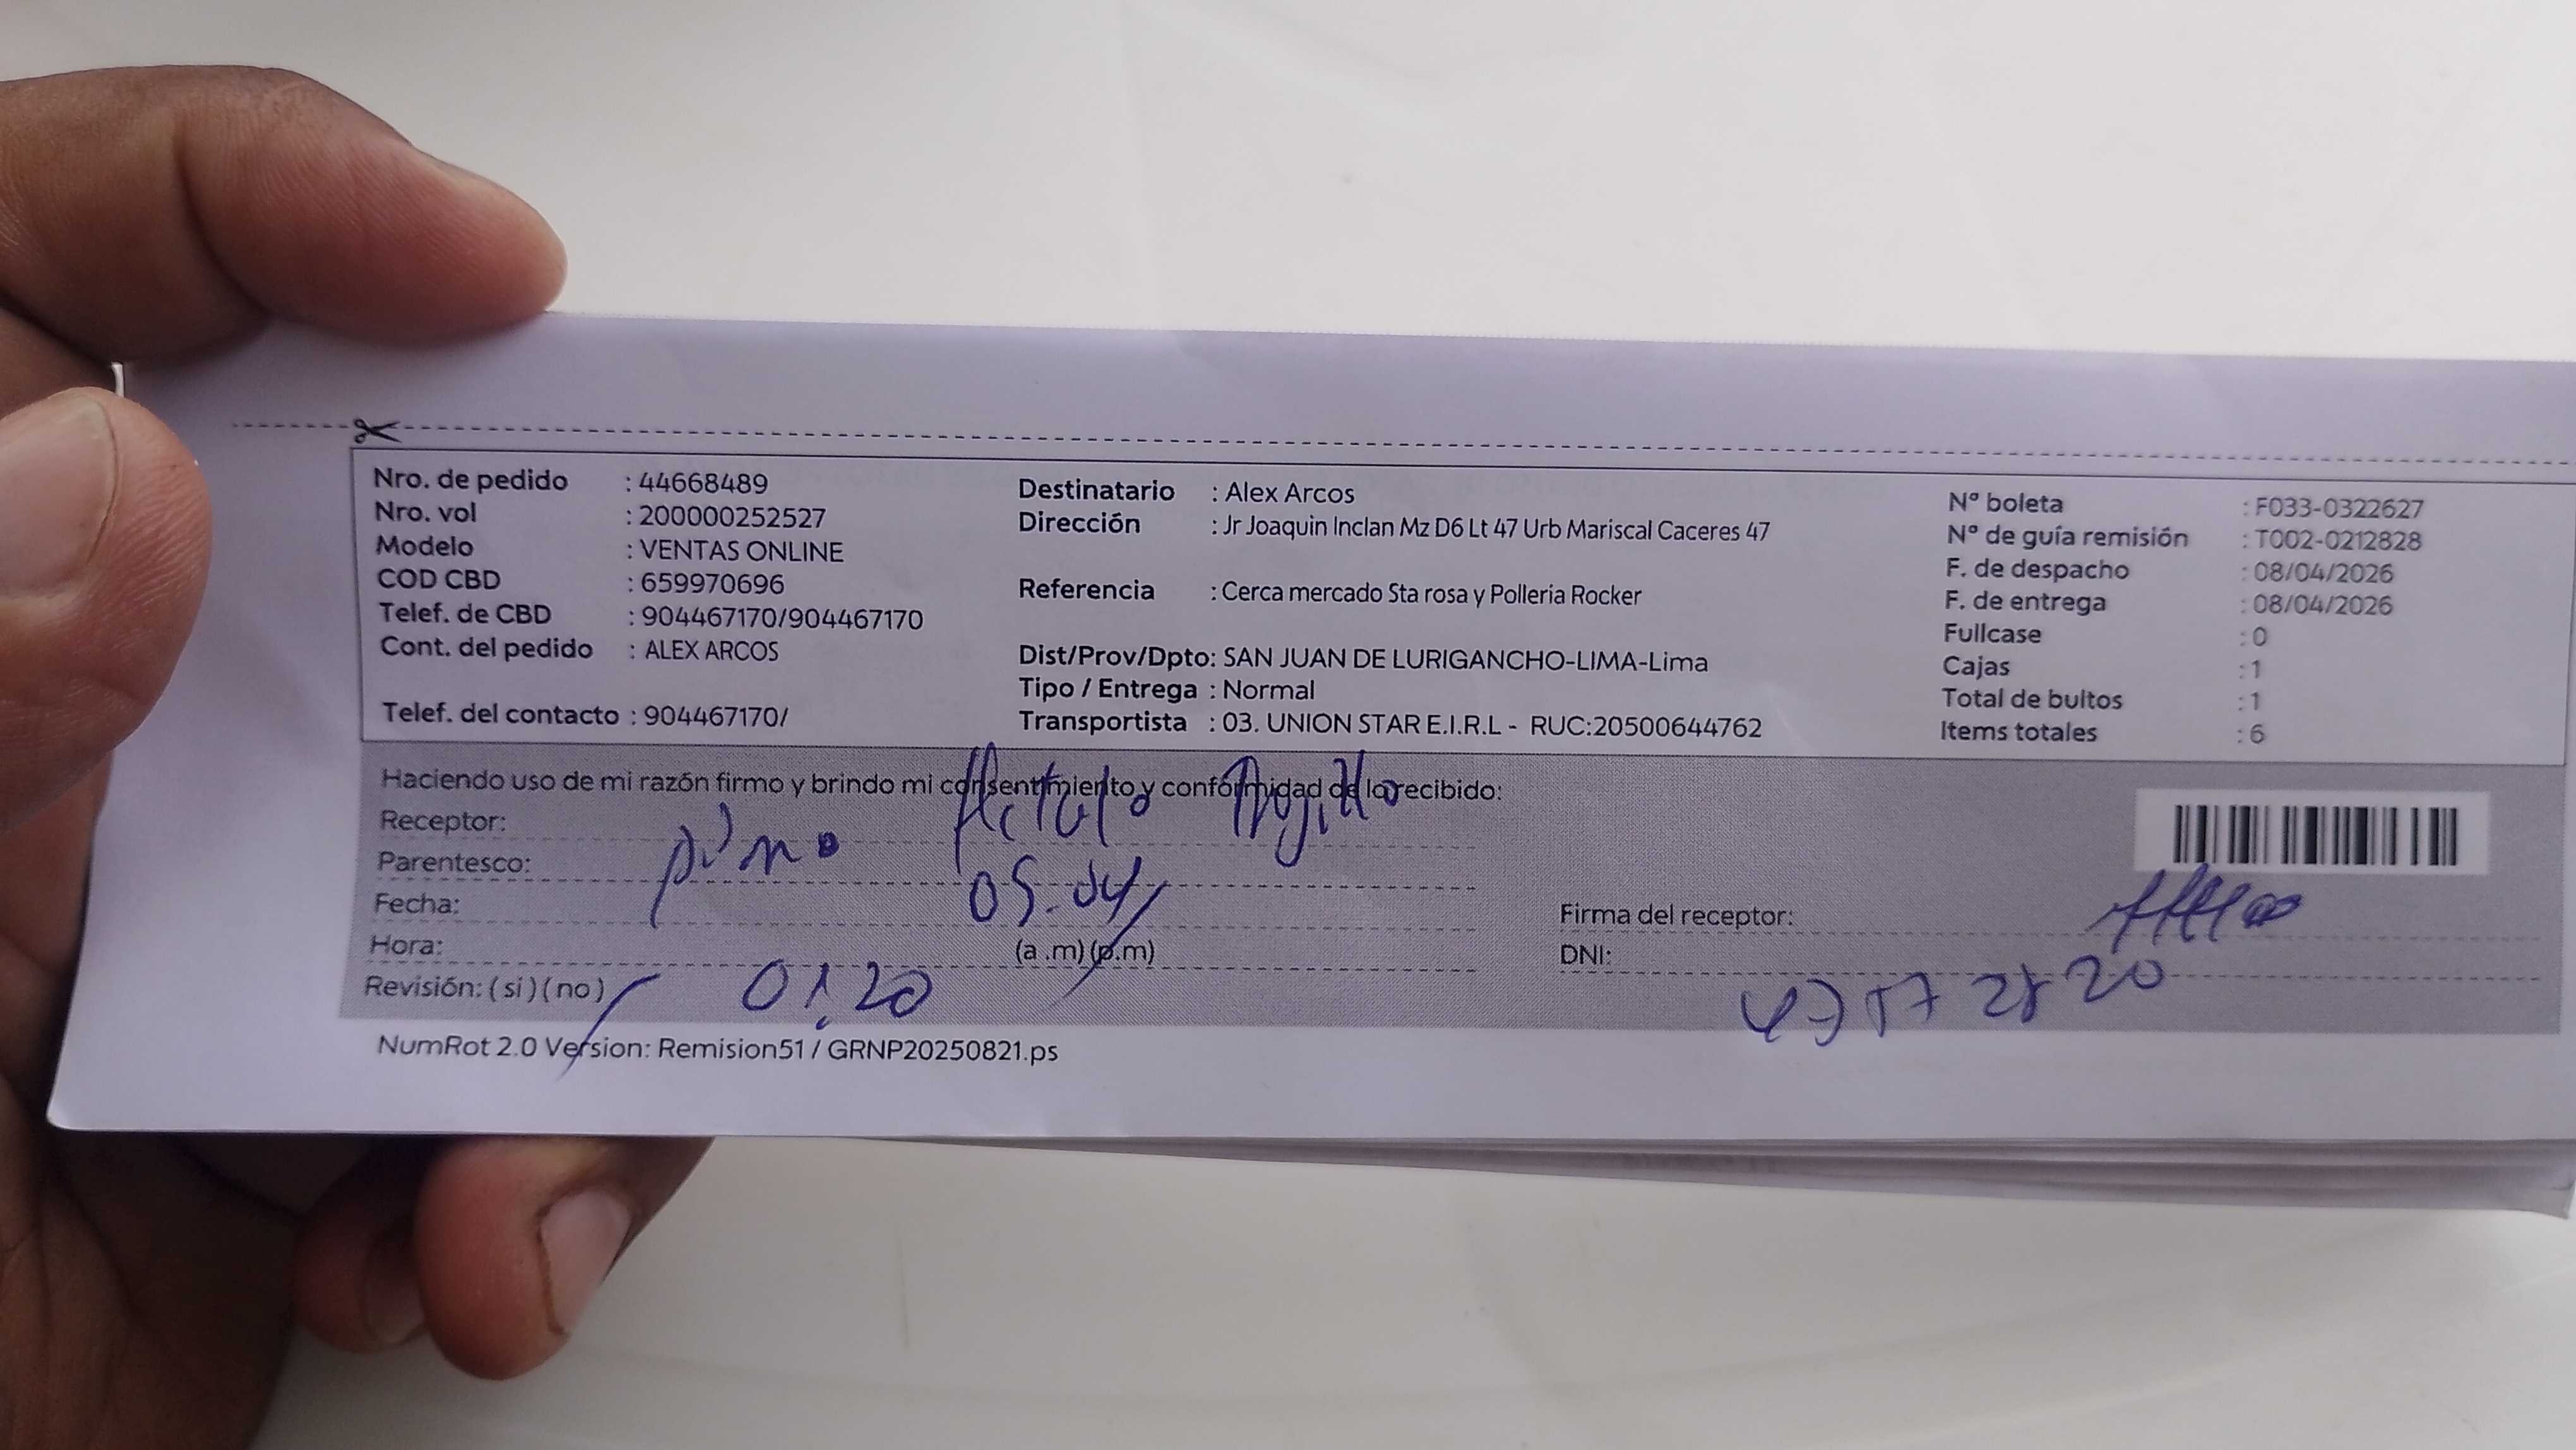 Nro. de pedido : 44668489
Nro. vol : 200000252527
Modelo : VENTAS ONLINE
COD CBD : 659970696
Telef. de CBD : 904467170/904467170
Cont. del pedido : ALEX ARCOS
Telef. del contacto : 904467170/
Destinatario : Alex Arcos
Dirección : Jr Joaquin Inclan Mz D6 Lt 47 Urb Mariscal Caceres 47
Referencia : Cerca mercado Sta rosa y Polleria Rocker
Dist/Prov/Dpto: SAN JUAN DE LURIGANCHO-LIMA-Lima
Tipo / Entrega : Normal
Transportista : 03. UNION STAR E.I.R.L - RUC:20500644762
Nº boleta : F033-0322627
Nº de guía remisión : T002-0212828
F. de despacho : 08/04/2026
F. de entrega : 08/04/2026
Fullcase : 0
Cajas : 1
Total de bultos : 1
Items totales : 6
Haciendo uso de mi razón firmo y brindo mi consentimiento y conformidad de lo recibido:
Receptor:
Parentesco: primo
Fecha:
Hora: (a .m) (p.m)
Revisión: ( si ) ( no ) 01:20
Firma del receptor:
DNI:
NumRot 2.0 Version: Remision51 / GRNP20250821.ps